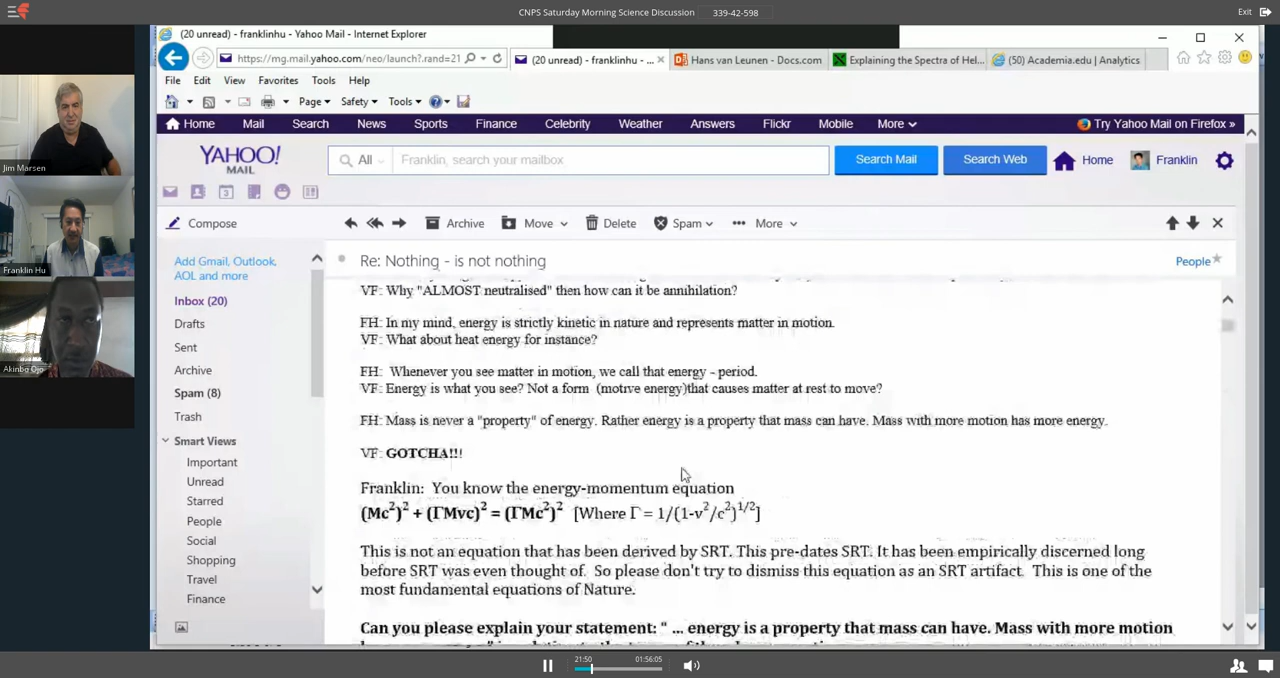 CNPS Saturday Morning Science Discussion 339-42-598 Exit
(20 unread) - franklinhu - Yahoo Mail - Internet Explorer
https://mg.mail.yahoo.com/neo/launch?.rand=21 (20 unread) - franklinhu - ... Hans van Leunen - Docs.com Explaining the Spectra of Hel... (50) Academia.edu | Analytics
File Edit View Favorites Tools Help
Page Safety Tools
Home Mail Search News Sports Finance Celebrity Weather Answers Flickr Mobile More Try Yahoo Mail on Firefox »
YAHOO!
MAIL
All Franklin, search your mailbox Search Mail Search Web Home Franklin
3
Compose Archive Move Delete Spam More
Add Gmail, Outlook,
AOL and more
Inbox (20)
Drafts
Sent
Archive
Spam (8)
Trash
Smart Views
Important
Unread
Starred
People
Social
Shopping
Travel
Finance
Re: Nothing - is not nothing People
VF: Why "ALMOST neutralised" then how can it be annihilation?
FH: In my mind, energy is strictly kinetic in nature and represents matter in motion.
VF: What about heat energy for instance?
FH: Whenever you see matter in motion, we call that energy - period.
VF: Energy is what you see? Not a form (motive energy)that causes matter at rest to move?
FH: Mass is never a "property" of energy. Rather energy is a property that mass can have. Mass with more motion has more energy.
VF: GOTCHA!!!
Franklin: You know the energy-momentum equation
(Mc²)² + (ΓMvc)² = (ΓMc²)² [Where Γ = 1/(1-v²/c²)^1/2]
This is not an equation that has been derived by SRT. This pre-dates SRT. It has been empirically discerned long
before SRT was even thought of. So please don't try to dismiss this equation as an SRT artifact. This is one of the
most fundamental equations of Nature.
Can you please explain your statement: " ... energy is a property that mass can have. Mass with more motion
Jim Marsen
Franklin Hu
Akinbo Ojo
21:50 01:56:05